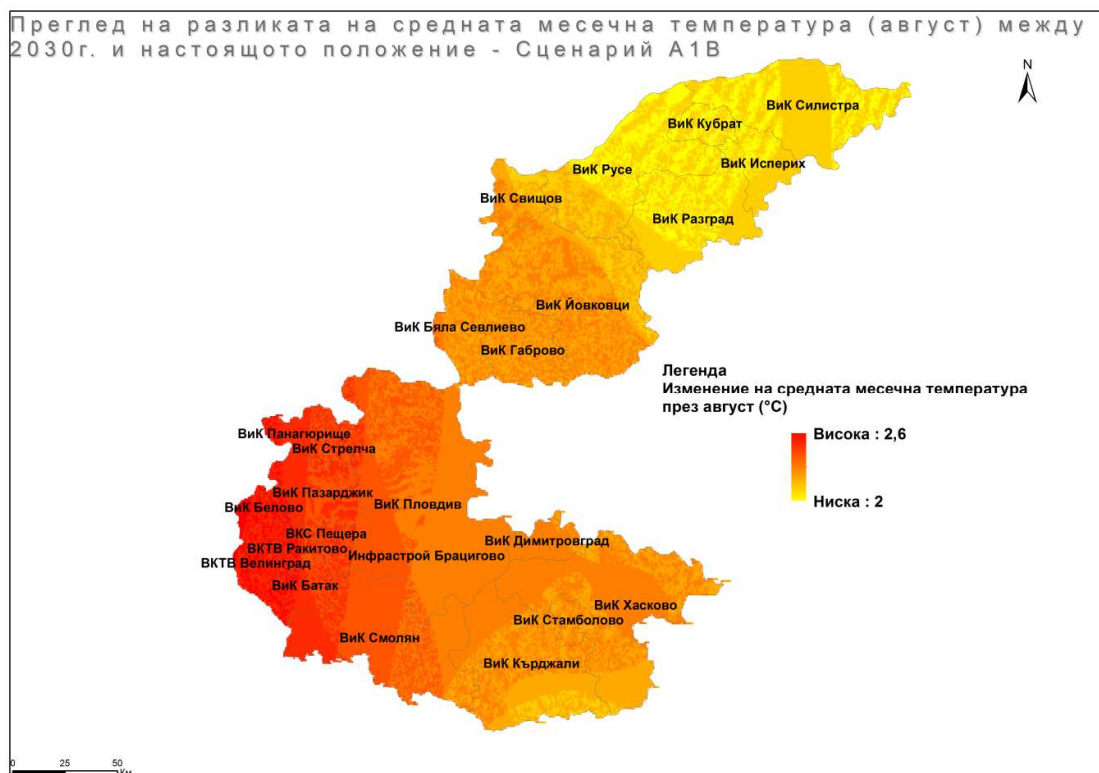 Преглед на разликата на средната месечна температура (август) между
2030г. и настоящото положение - Сценарий А1В
N
ВиК Силистра
ВиК Кубрат
ВиК Исперих
ВиК Русе
ВиК Свищов
ВиК Разград
ВиК Йовковци
ВиК Бяла Севлиево
ВиК Габрово
Легенда
Изменение на средната месечна температура
през август (°C)
Висока : 2,6
Ниска : 2
ВиК Панагюрище
ВиК Стрелча
ВиК Пазарджик
ВиК Белово
ВиК Пловдив
ВКС Пещера
ВиК Димитровград
ВКТВ Ракитово
Инфрастрой Брацигово
ВКТВ Велинград
ВиК Батак
ВиК Хасково
ВиК Стамболово
ВиК Смолян
ВиК Кърджали
0 25 50
Км